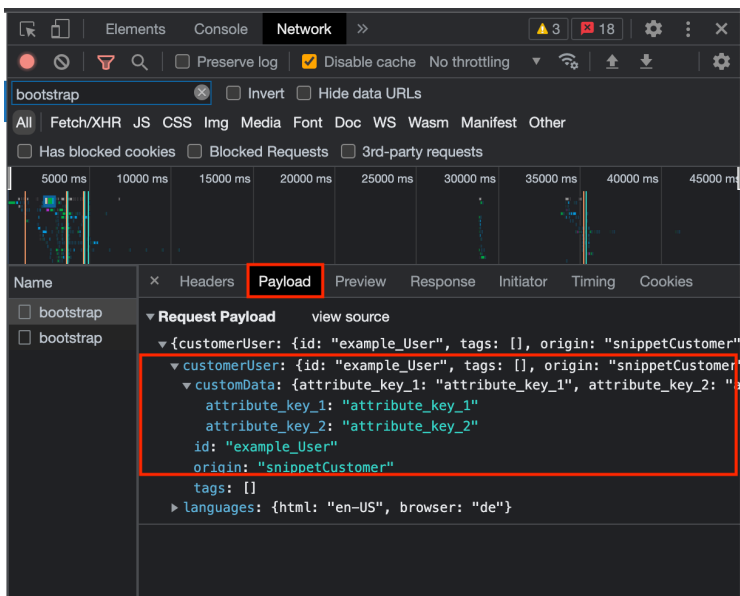 Elements Console Network » 3 18
Preserve log Disable cache No throttling
bootstrap Invert Hide data URLs
All Fetch/XHR JS CSS Img Media Font Doc WS Wasm Manifest Other
Has blocked cookies Blocked Requests 3rd-party requests
5000 ms 10000 ms 15000 ms 20000 ms 25000 ms 30000 ms 35000 ms 40000 ms 45000 m
Name × Headers Payload Preview Response Initiator Timing Cookies
bootstrap
bootstrap
Request Payload view source
{customerUser: {id: "example_User", tags: [], origin: "snippetCustomer"
customerUser: {id: "example_User", tags: [], origin: "snippetCustomer"
customData: {attribute_key_1: "attribute_key_1", attribute_key_2: "a
attribute_key_1: "attribute_key_1"
attribute_key_2: "attribute_key_2"
id: "example_User"
origin: "snippetCustomer"
tags: []
languages: {html: "en-US", browser: "de"}